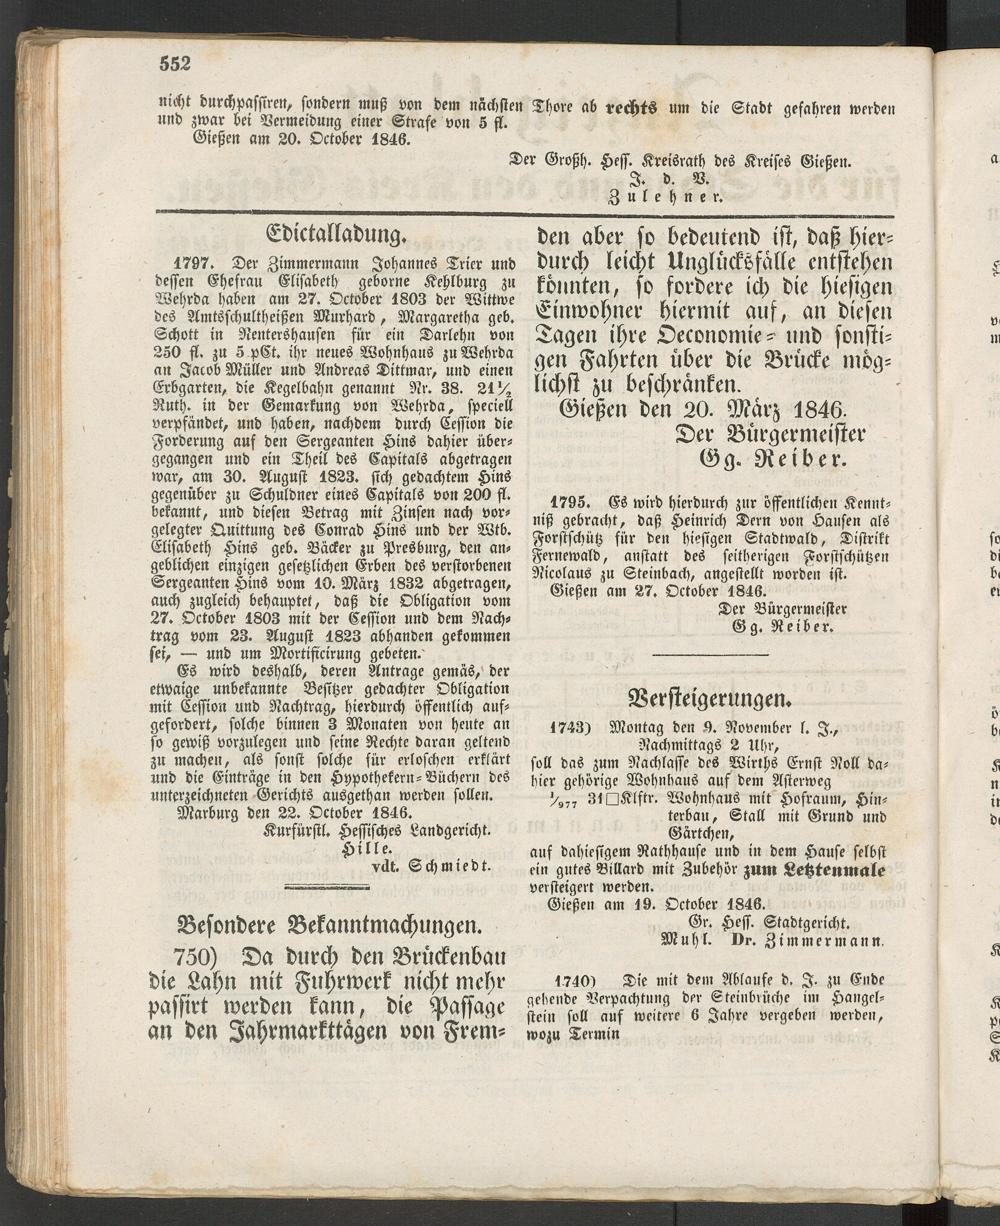 552
nicht durchpassiren, sondern muß von dem nächsten Thore ab rechts um die Stadt gefahren werden
und zwar bei Vermeidung einer Strafe von 5 fl.
Gießen am 20. October 1846.
Der Großh. Hess. Kreisrath des Kreises Gießen.
J. d. V.
Zulehner.
Edictalladung.
1797. Der Zimmermann Johannes Trier und
dessen Ehefrau Elisabeth geborne Kehlburg zu
Wehrda haben am 27. October 1803 der Wittwe
des Amtsschultheißen Murhard, Margaretha geb.
Schott in Nentershausen für ein Darlehn von
250 fl. zu 5 pCt. ihr neues Wohnhaus zu Wehrda
an Jacob Müller und Andreas Dittmar, und einen
Erbgarten, die Kegelbahn genannt Nr. 38. 21½
Ruth. in der Gemarkung von Wehrda, speciell
verpfändet, und haben, nachdem durch Cession die
Forderung auf den Sergeanten Hins dahier über-
gegangen und ein Theil des Capitals abgetragen
war, am 30. August 1823. sich gedachtem Hins
gegenüber zu Schuldner eines Capitals von 200 fl.
bekannt, und diesen Betrag mit Zinsen nach vor-
gelegter Quittung des Conrad Hins und der Wtb.
Elisabeth Hins geb. Bäcker zu Presburg, den an-
geblichen einzigen gesetzlichen Erben des verstorbenen
Sergeanten Hins vom 10. März 1832 abgetragen,
auch zugleich behauptet, daß die Obligation vom
27. October 1803 mit der Cession und dem Nach-
trag vom 23. August 1823 abhanden gekommen
sei, — und um Mortificirung gebeten.
Es wird deshalb, deren Antrage gemäs, der
etwaige unbekannte Besitzer gedachter Obligation
mit Cession und Nachtrag, hierdurch öffentlich auf-
gefordert, solche binnen 3 Monaten von heute an
so gewiß vorzulegen und seine Rechte daran geltend
zu machen, als sonst solche für erloschen erklärt
und die Einträge in den Hypothekern-Büchern des
unterzeichneten Gerichts ausgethan werden sollen.
Marburg den 22. October 1846.
Kurfürstl. Hessisches Landgericht.
Hille.
vdt. Schmiedt.
Besondere Bekanntmachungen.
750) Da durch den Brückenbau
die Lahn mit Fuhrwerk nicht mehr
passirt werden kann, die Passage
an den Jahrmarkttägen von Frem-
den aber so bedeutend ist, daß hier-
durch leicht Unglücksfälle entstehen
könnten, so fordere ich die hiesigen
Einwohner hiermit auf, an diesen
Tagen ihre Oeconomie- und sonsti-
gen Fahrten über die Brücke mög-
lichst zu beschränken.
Gießen den 20. März 1846.
Der Bürgermeister
Gg. Reiber.
1795. Es wird hierdurch zur öffentlichen Kennt-
niß gebracht, daß Heinrich Dern von Hausen als
Forstschütz für den hiesigen Stadtwald, Distrikt
Fernewald, anstatt des seitherigen Forstschützen
Nicolaus zu Steinbach, angestellt worden ist.
Gießen am 27. October 1846.
Der Bürgermeister
Gg. Reiber.
Versteigerungen.
1743) Montag den 9. November l. J.,
Nachmittags 2 Uhr,
soll das zum Nachlasse des Wirths Ernst Noll da-
hier gehörige Wohnhaus auf dem Asterweg
1/977 31□Klftr. Wohnhaus mit Hofraum, Hin-
terbau, Stall mit Grund und
Gärtchen,
auf dahiesigem Rathhause und in dem Hause selbst
ein gutes Billard mit Zubehör zum Letztenmale
versteigert werden.
Gießen am 19. October 1846.
Gr. Hess. Stadtgericht.
Muhl. Dr. Zimmermann.
1740) Die mit dem Ablaufe d. J. zu Ende
gehende Verpachtung der Steinbrüche im Hangel-
stein soll auf weitere 6 Jahre vergeben werden,
wozu Termin